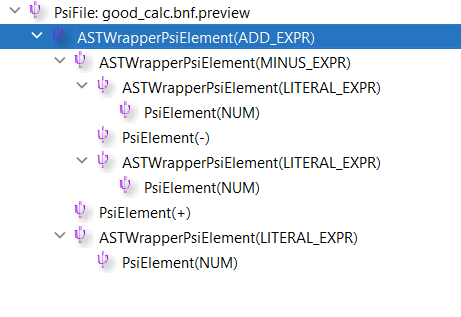 PsiFile: good_calc.bnf.preview
ASTWrapperPsiElement(ADD_EXPR)
ASTWrapperPsiElement(MINUS_EXPR)
ASTWrapperPsiElement(LITERAL_EXPR)
PsiElement(NUM)
PsiElement(-)
ASTWrapperPsiElement(LITERAL_EXPR)
PsiElement(NUM)
PsiElement(+)
ASTWrapperPsiElement(LITERAL_EXPR)
PsiElement(NUM)